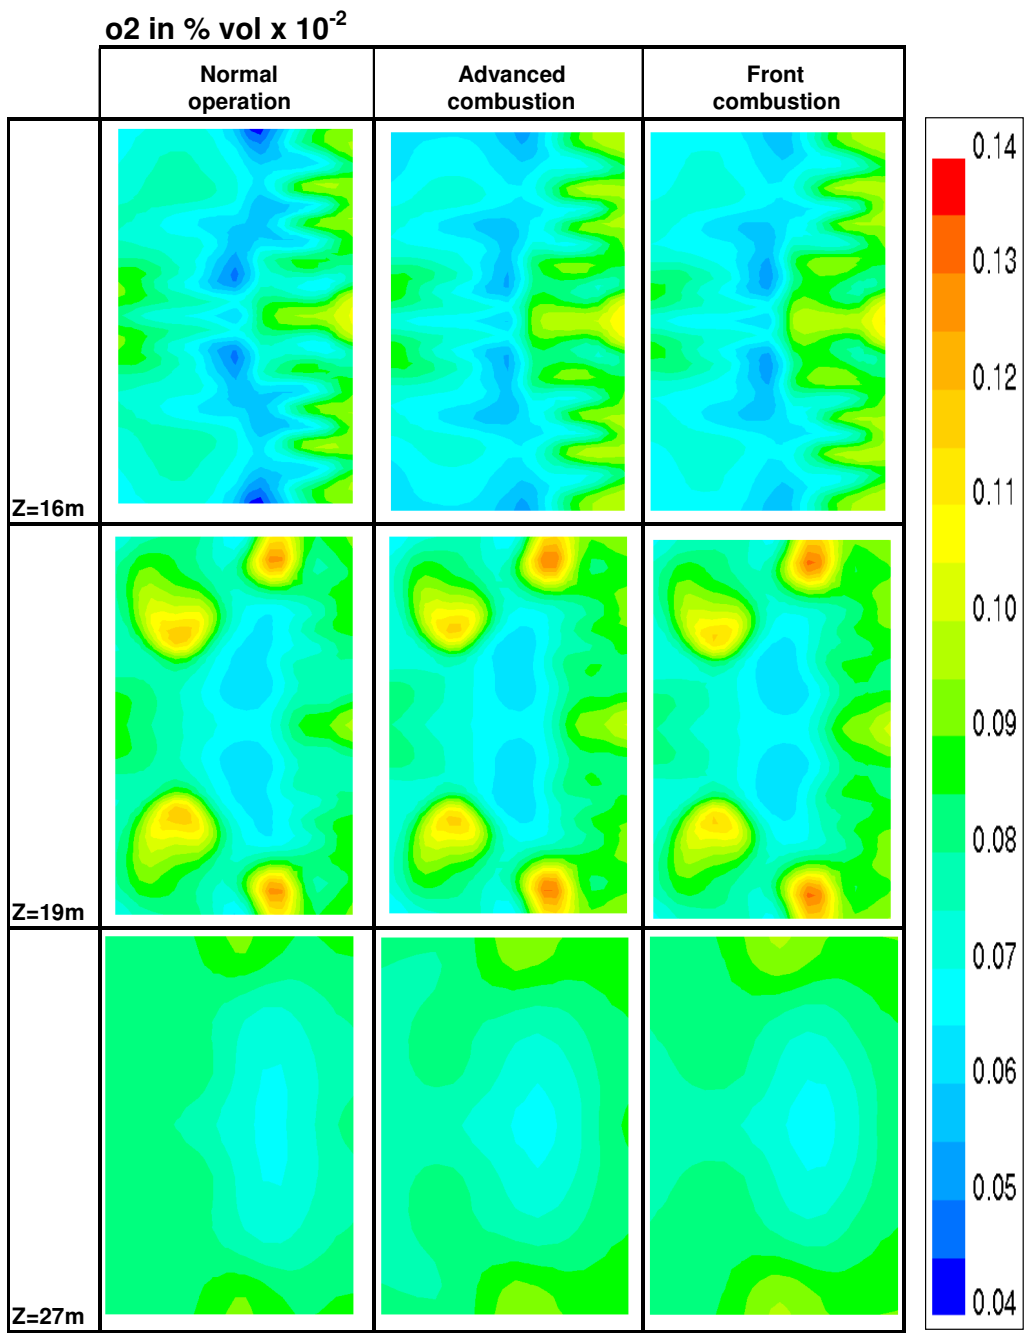 o2 in % vol x 10-2
Normal
operation
Advanced
combustion
Front
combustion
Z=16m
Z=19m
Z=27m
0.14
0.13
0.12
0.11
0.10
0.09
0.08
0.07
0.06
0.05
0.04